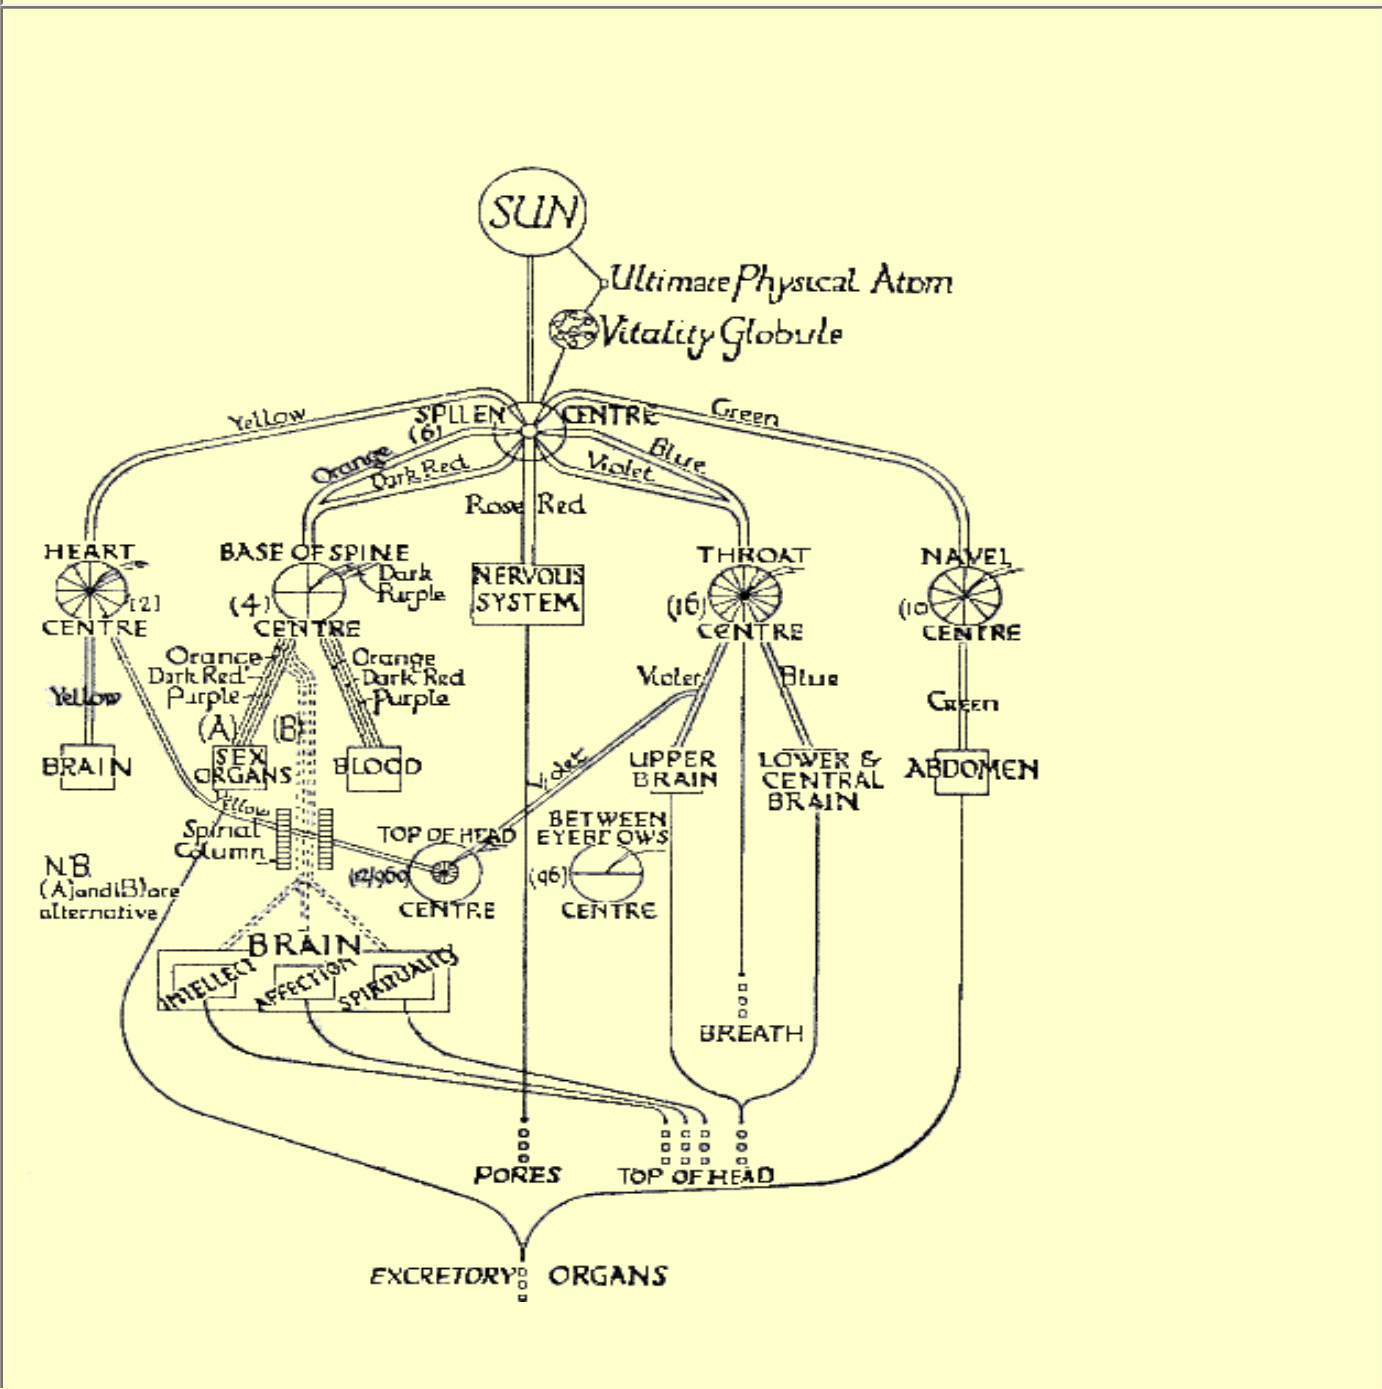 SUN
Ultimate Physical Atom
Vitality Globule
Yellow
SPLEEN CENTRE
(6)
Green
Orange
Dark Red
Blue
Violet
Rose Red
HEART
CENTRE
BASE OF SPINE
Dark
Purple
(4)
CENTRE
NERVOUS
SYSTEM
THROAT
(16)
CENTRE
NAVEL
(10
CENTRE
Yellow
BRAIN
Orange
Dark Red
Purple
(A)
(B)
Orange
Dark Red
Purple
SEX
ORGANS
BLOOD
Violet
Blue
UPPER
BRAIN
LOWER &
CENTRAL
BRAIN
Green
ABDOMEN
Yellow
Violet
Spinal
Column
TOP OF HEAD
(12/960)
CENTRE
BETWEEN
EYEBROWS
(96)
CENTRE
N.B.
(A) and (B) are
alternative
BRAIN
INTELLECT
AFFECTION
SPIRITUALITY
BREATH
PORES
TOP OF HEAD
EXCRETORY ORGANS